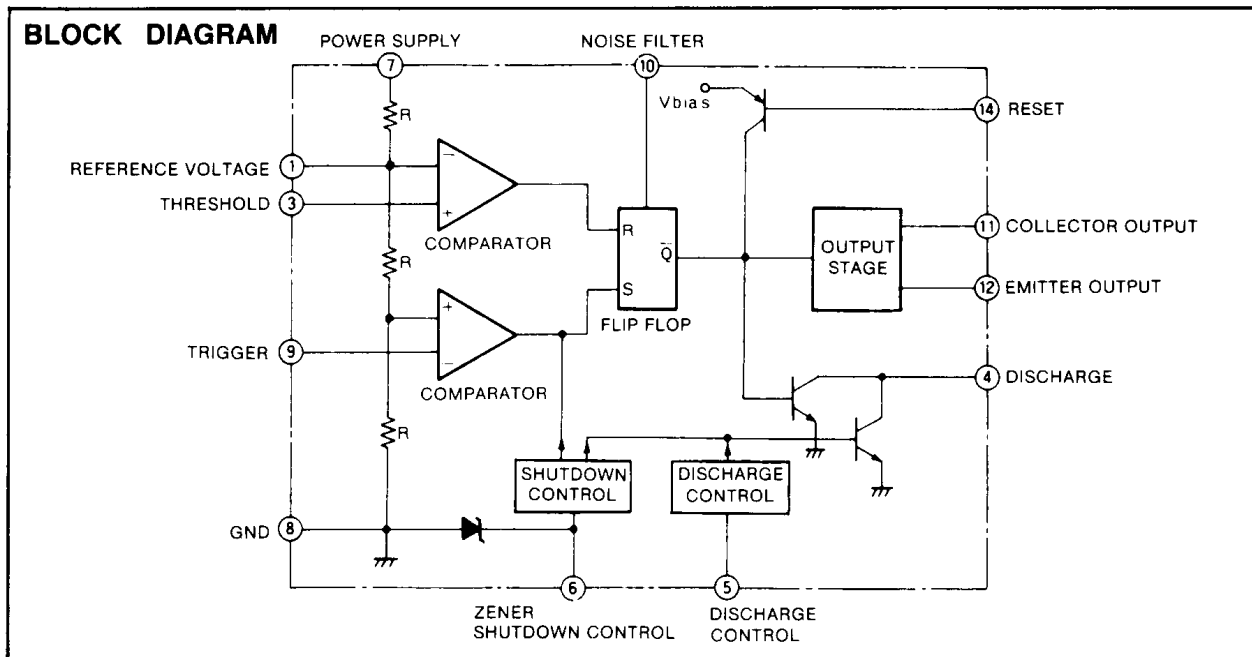 BLOCK DIAGRAM
POWER SUPPLY
7
NOISE FILTER
10
Vbias
14
RESET
R
REFERENCE VOLTAGE
1
−
THRESHOLD
3
+
COMPARATOR
R
R
Q̅
S
FLIP FLOP
OUTPUT
STAGE
11
COLLECTOR OUTPUT
12
EMITTER OUTPUT
+
TRIGGER
9
−
COMPARATOR
4
DISCHARGE
R
SHUTDOWN
CONTROL
DISCHARGE
CONTROL
GND
8
6
5
ZENER
SHUTDOWN CONTROL
DISCHARGE
CONTROL